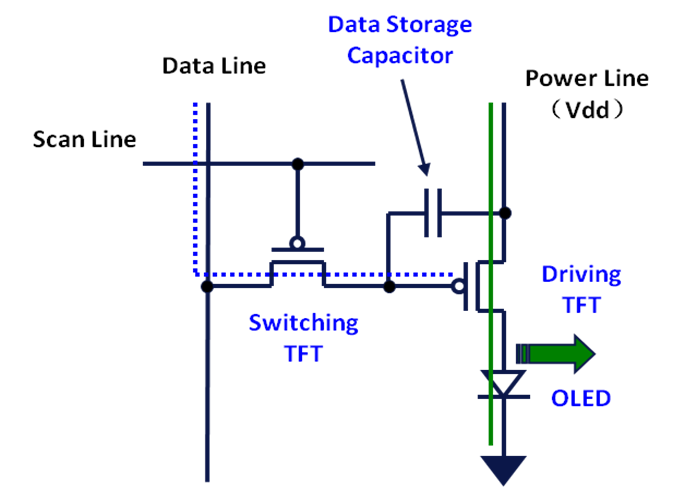 Data Storage
Capacitor
Data Line
Power Line
（Vdd）
Scan Line
Driving
TFT
Switching
TFT
OLED